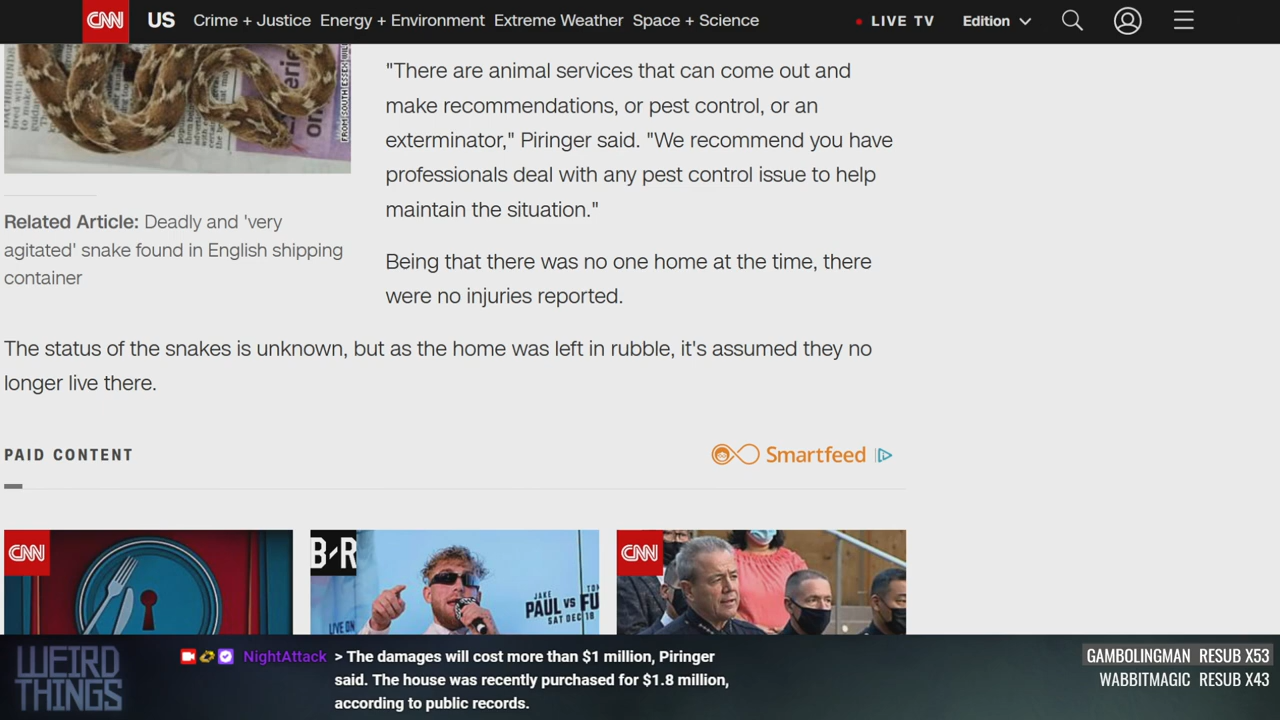 CNN US Crime + Justice Energy + Environment Extreme Weather Space + Science LIVE TV Edition
"There are animal services that can come out and
make recommendations, or pest control, or an
exterminator," Piringer said. "We recommend you have
professionals deal with any pest control issue to help
maintain the situation."
Related Article: Deadly and 'very
agitated' snake found in English shipping
container
Being that there was no one home at the time, there
were no injuries reported.
The status of the snakes is unknown, but as the home was left in rubble, it's assumed they no
longer live there.
PAID CONTENT
Smartfeed
CNN
B/R
CNN
JAKE
PAUL VS FU
SAT DEC 18
LIVE ON
WEIRD
THINGS
NightAttack > The damages will cost more than $1 million, Piringer
said. The house was recently purchased for $1.8 million,
according to public records.
GAMBOLINGMAN RESUB X53
WABBITMAGIC RESUB X43